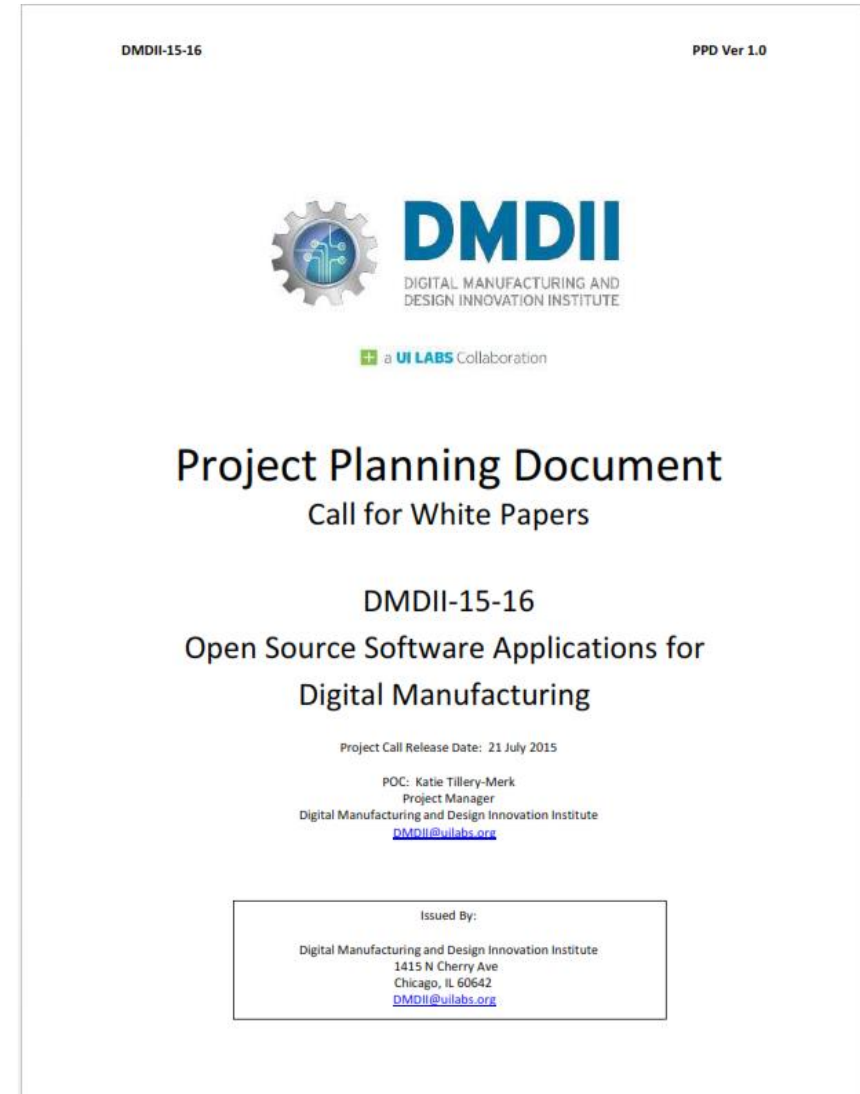 DMDII-15-16 PPD Ver 1.0
DMDII
DIGITAL MANUFACTURING AND
DESIGN INNOVATION INSTITUTE
a UI LABS Collaboration
Project Planning Document
Call for White Papers
DMDII-15-16
Open Source Software Applications for
Digital Manufacturing
Project Call Release Date: 21 July 2015
POC: Katie Tillery-Merk
Project Manager
Digital Manufacturing and Design Innovation Institute
DMDII@uilabs.org
Issued By:
Digital Manufacturing and Design Innovation Institute
1415 N Cherry Ave
Chicago, IL 60642
DMDII@uilabs.org